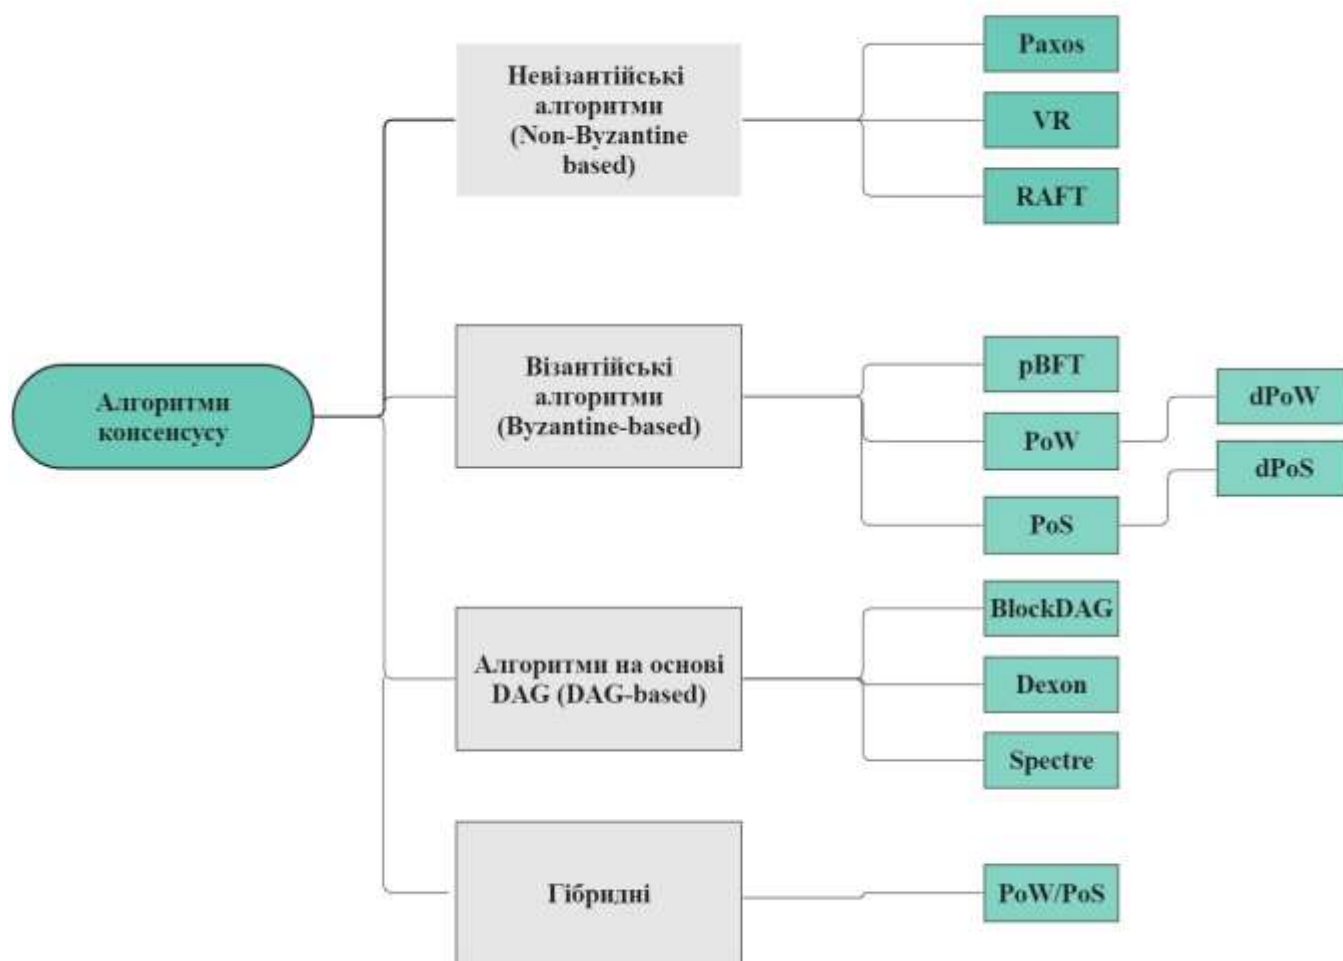 Алгоритми
консенсусу
Невізантійські
алгоритми
(Non-Byzantine
based)
Paxos
VR
RAFT
Візантійські
алгоритми
(Byzantine-based)
pBFT
PoW
PoS
dPoW
dPoS
Алгоритми на основі
DAG (DAG-based)
BlockDAG
Dexon
Spectre
Гібридні
PoW/PoS